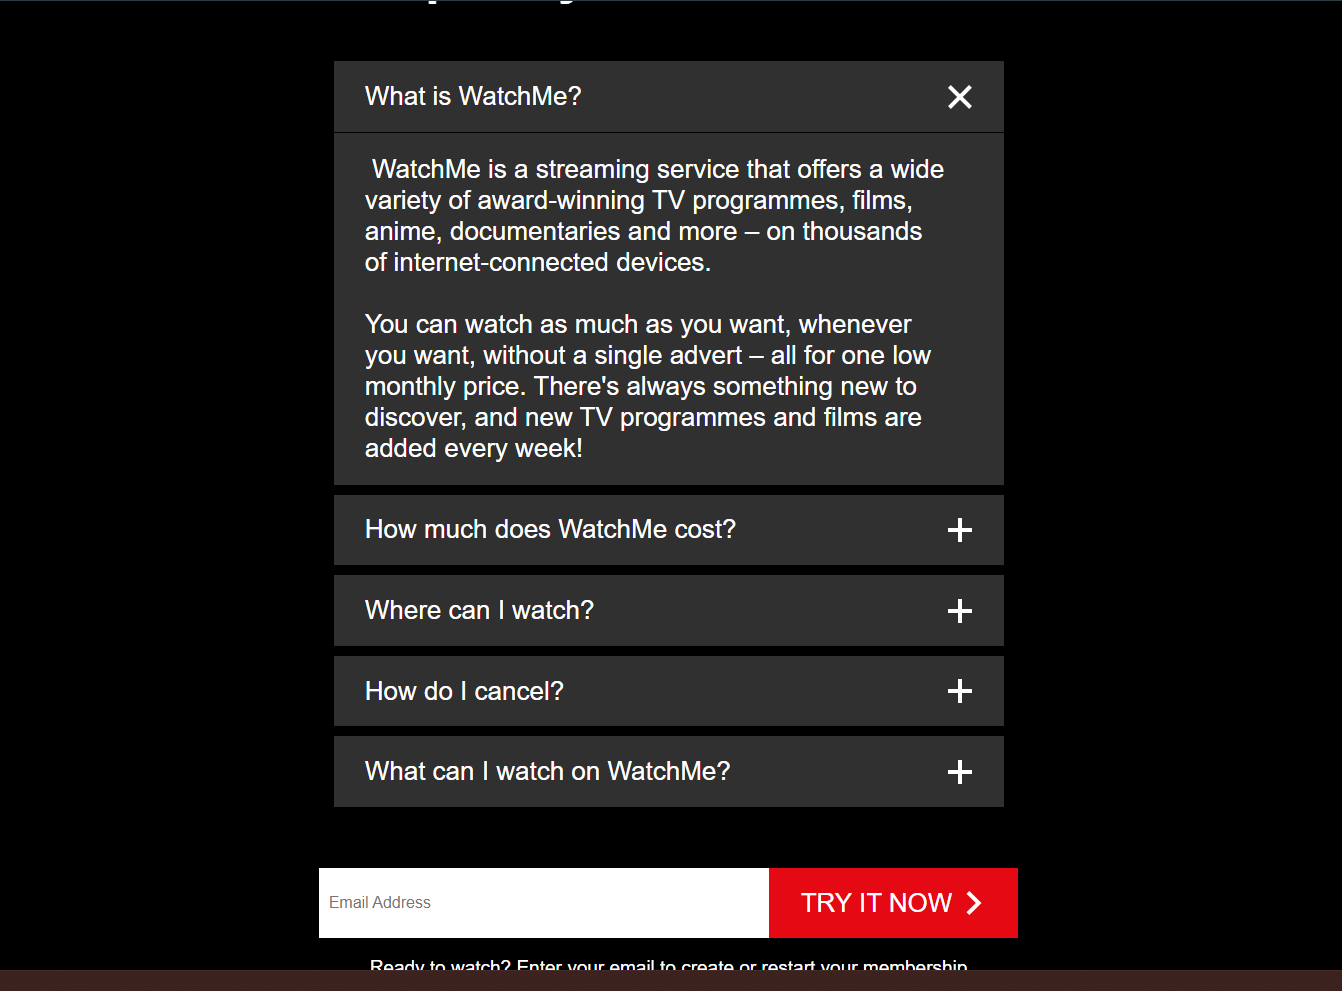 What is WatchMe?
WatchMe is a streaming service that offers a wide
variety of award-winning TV programmes, films,
anime, documentaries and more – on thousands
of internet-connected devices.
You can watch as much as you want, whenever
you want, without a single advert – all for one low
monthly price. There's always something new to
discover, and new TV programmes and films are
added every week!
How much does WatchMe cost?
Where can I watch?
How do I cancel?
What can I watch on WatchMe?
Email Address
TRY IT NOW
Ready to watch? Enter your email to create or restart your membership